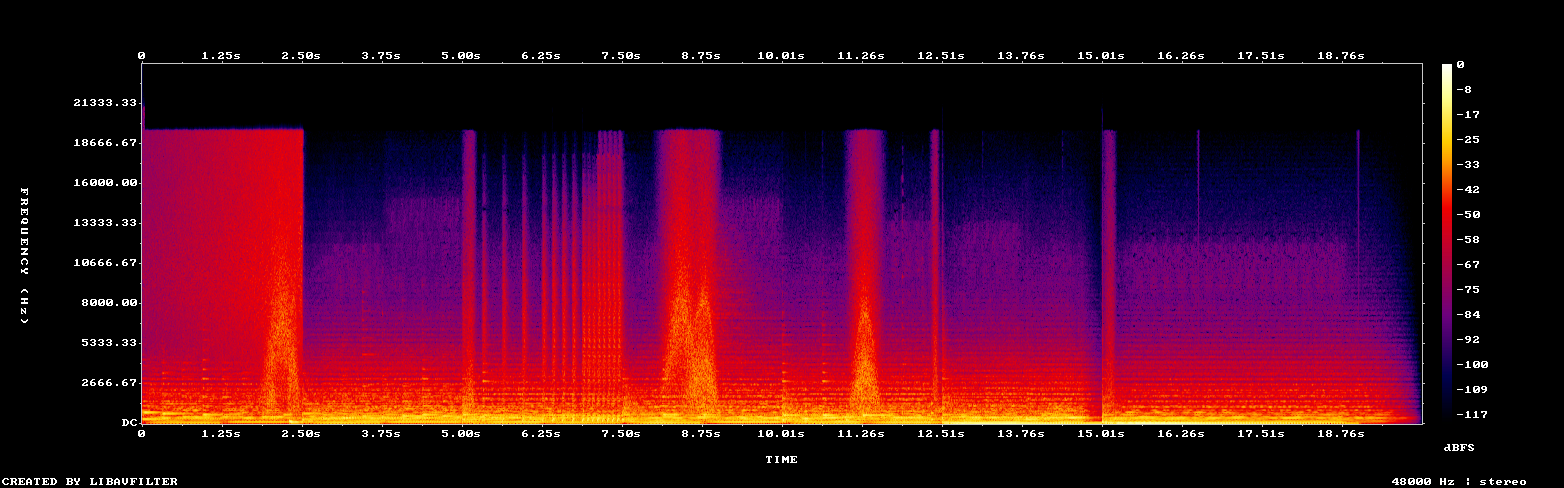 0 1.25s 2.50s 3.75s 5.00s 6.25s 7.50s 8.75s 10.01s 11.26s 12.51s 13.76s 15.01s 16.26s 17.51s 18.76s
0
21333.33
-8
-17
18666.67
-25
-33
16000.00
-42
FREQUENCY (HZ)
13333.33
-50
-58
10666.67
-67
-75
8000.00
-84
5333.33
-92
-100
2666.67
-109
-117
DC
0 1.25s 2.50s 3.75s 5.00s 6.25s 7.50s 8.75s 10.01s 11.26s 12.51s 13.76s 15.01s 16.26s 17.51s 18.76s
dBFS
TIME
CREATED BY LIBAVFILTER
48000 Hz | stereo